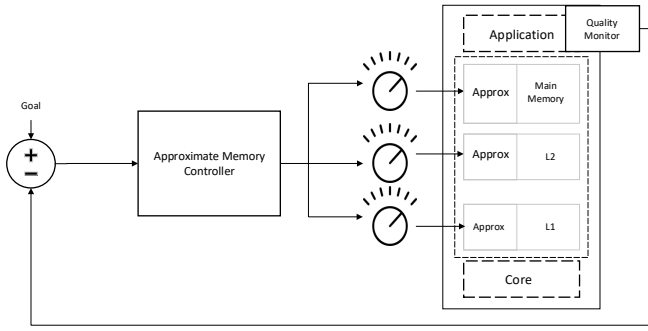 Application
Quality
Monitor
Goal
+
−
Approximate Memory
Controller
Approx
Main
Memory
Approx
L2
Approx
L1
Core